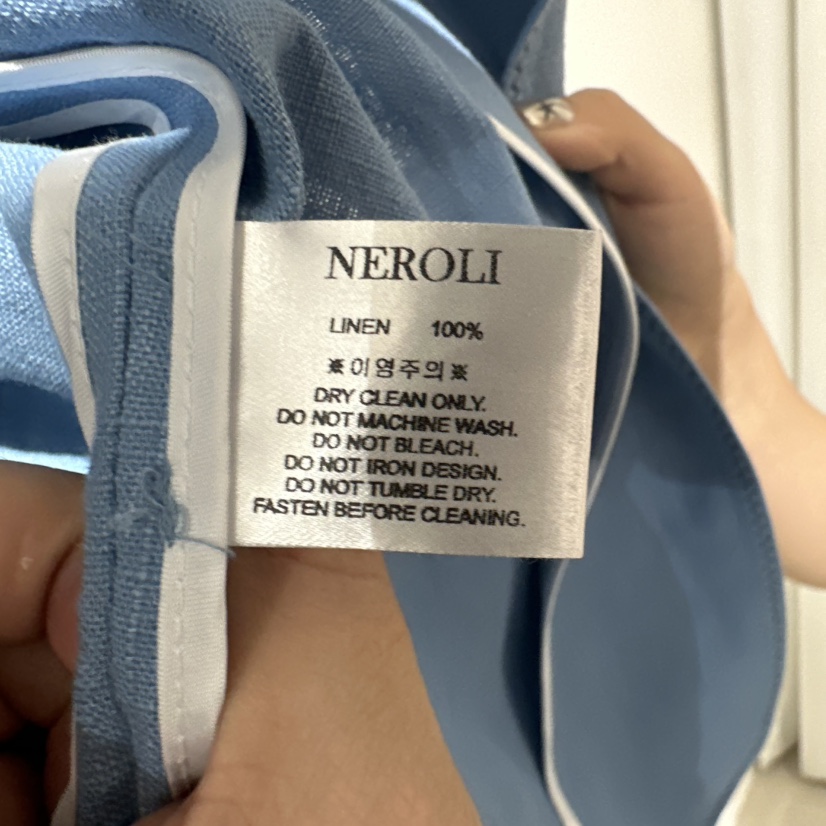 NEROLI
LINEN 100%
※이염주의※
DRY CLEAN ONLY.
DO NOT MACHINE WASH.
DO NOT BLEACH.
DO NOT IRON DESIGN.
DO NOT TUMBLE DRY.
FASTEN BEFORE CLEANING.